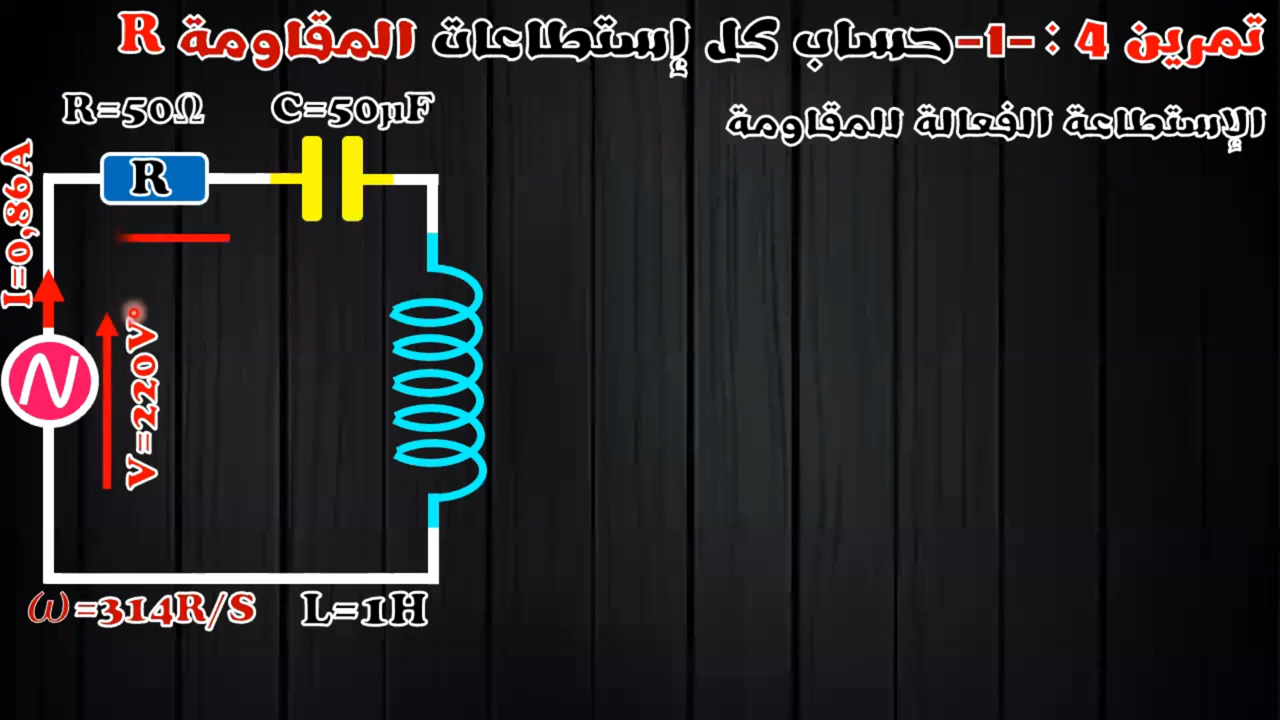 تمرين 4 : -1-حساب كل إستطاعات المقاومة R
الإستطاعة الفعالة للمقاومة
R=50Ω
C=50µF
R
I=0,86A
V=220V
N
ω=314R/S
L=1H